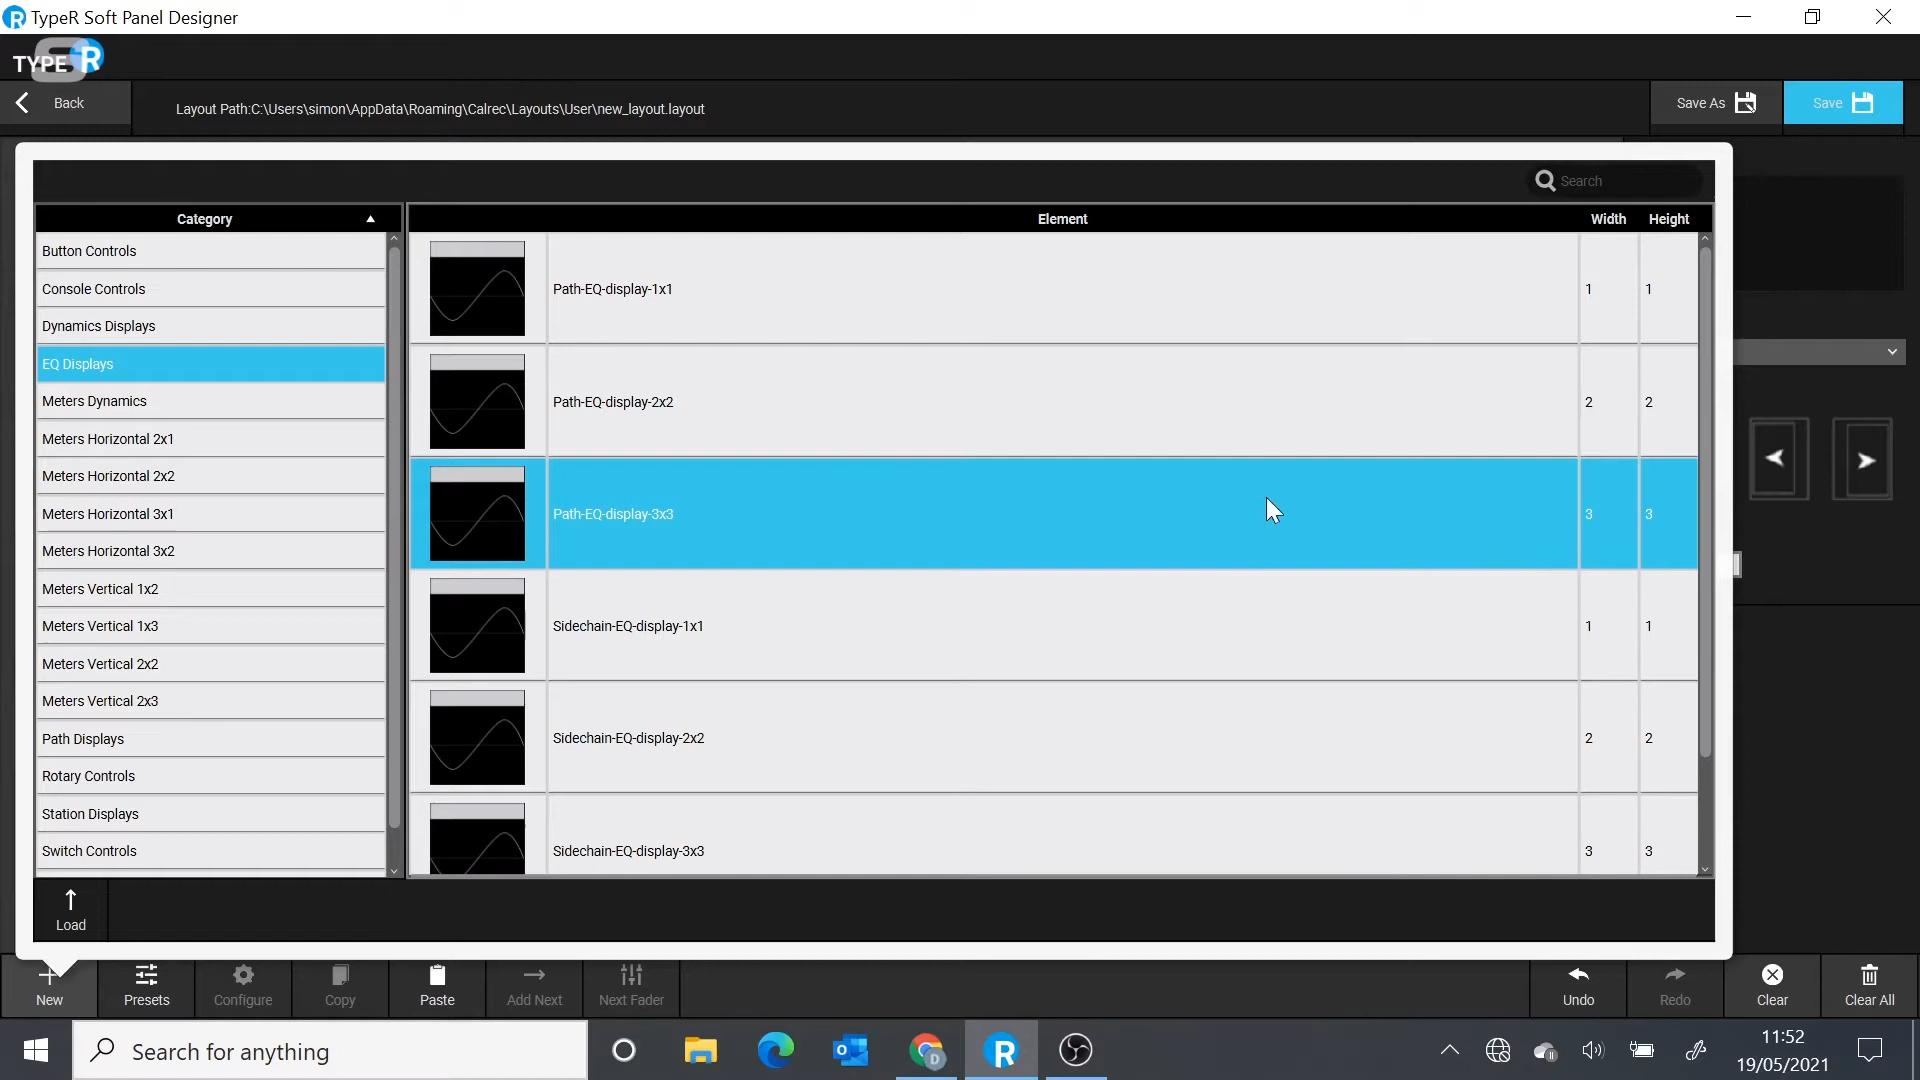 TypeR Soft Panel Designer
TYPE R
Back
Layout Path:C:\Users\simon\AppData\Roaming\Calrec\Layouts\User\new_layout.layout
Save As
Save
Search
Category
Element
Width
Height
Button Controls
Console Controls
Dynamics Displays
EQ Displays
Meters Dynamics
Meters Horizontal 2x1
Meters Horizontal 2x2
Meters Horizontal 3x1
Meters Horizontal 3x2
Meters Vertical 1x2
Meters Vertical 1x3
Meters Vertical 2x2
Meters Vertical 2x3
Path Displays
Rotary Controls
Station Displays
Switch Controls
Path-EQ-display-1x1 1 1
Path-EQ-display-2x2 2 2
Path-EQ-display-3x3 3 3
Sidechain-EQ-display-1x1 1 1
Sidechain-EQ-display-2x2 2 2
Sidechain-EQ-display-3x3 3 3
Load
New
Presets
Configure
Copy
Paste
Add Next
Next Fader
Undo
Redo
Clear
Clear All
Search for anything
11:52
19/05/2021